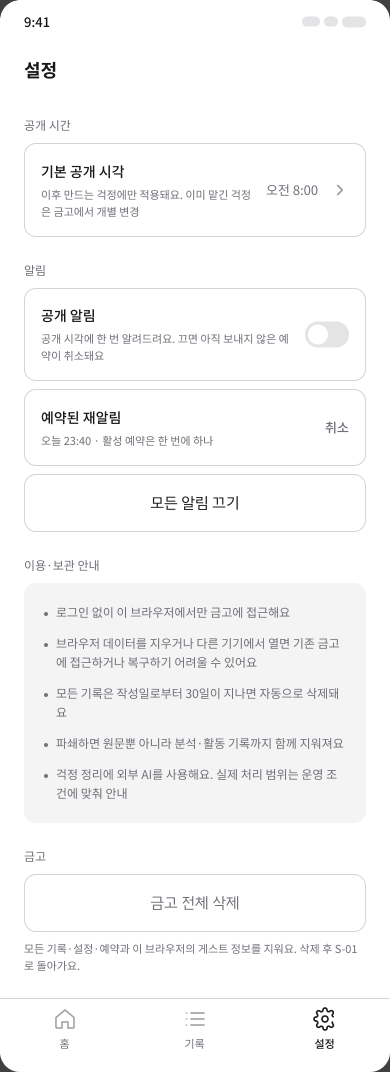 9:41
설정
공개 시간
기본 공개 시각
이후 만드는 걱정에만 적용돼요. 이미 맡긴 걱정
은 금고에서 개별 변경
오전 8:00
알림
공개 알림
공개 시각에 한 번 알려드려요. 끄면 아직 보내지 않은 예
약이 취소돼요
예약된 재알림
오늘 23:40 · 활성 예약은 한 번에 하나
취소
모든 알림 끄기
이용·보관 안내
• 로그인 없이 이 브라우저에서만 금고에 접근해요
• 브라우저 데이터를 지우거나 다른 기기에서 열면 기존 금고
에 접근하거나 복구하기 어려울 수 있어요
• 모든 기록은 작성일로부터 30일이 지나면 자동으로 삭제돼
요
• 파쇄하면 원문뿐 아니라 분석·활동 기록까지 함께 지워져요
• 걱정 정리에 외부 AI를 사용해요. 실제 처리 범위는 운영 조
건에 맞춰 안내
금고
금고 전체 삭제
모든 기록·설정·예약과 이 브라우저의 게스트 정보를 지워요. 삭제 후 S-01
로 돌아가요.
홈
기록
설정